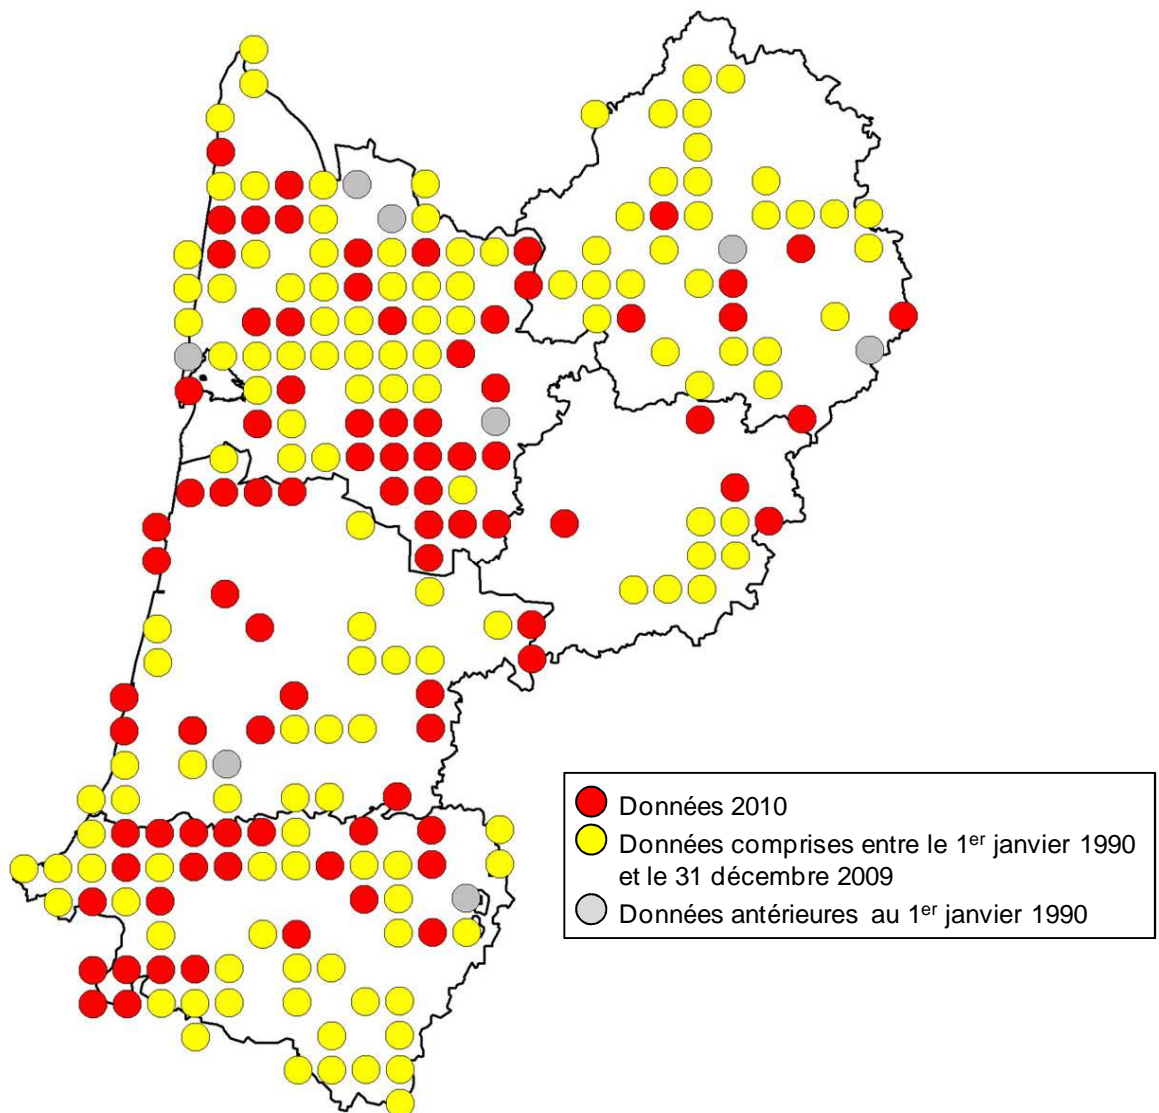 Données 2010
Données comprises entre le 1er janvier 1990
et le 31 décembre 2009
Données antérieures au 1er janvier 1990